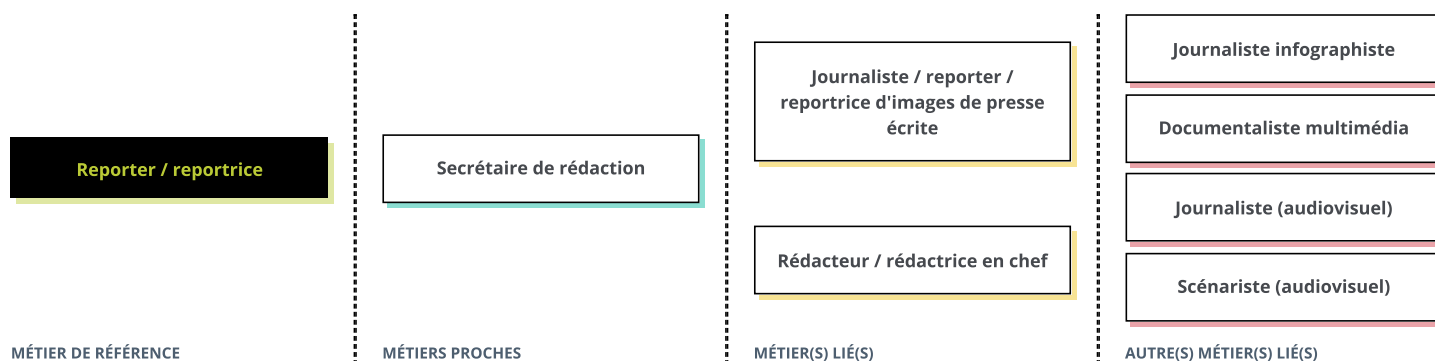 Reporter / reportrice
MÉTIER DE RÉFÉRENCE
Secrétaire de rédaction
MÉTIERS PROCHES
Journaliste / reporter /
reportrice d'images de presse
écrite
Rédacteur / rédactrice en chef
MÉTIER(S) LIÉ(S)
Journaliste infographiste
Documentaliste multimédia
Journaliste (audiovisuel)
Scénariste (audiovisuel)
AUTRE(S) MÉTIER(S) LIÉ(S)